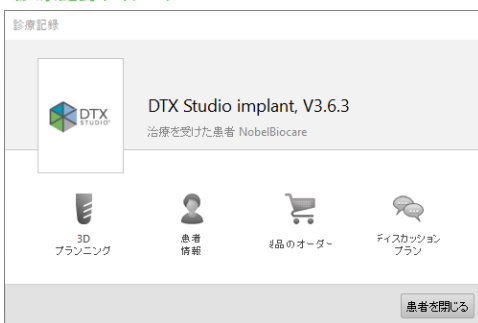 診療記録
DTX
STUDIO
DTX Studio implant, V3.6.3
治療を受けた患者 NobelBiocare
3D
プランニング
患者
情報
品のオーダー
ディスカッション
プラン
患者を閉じる